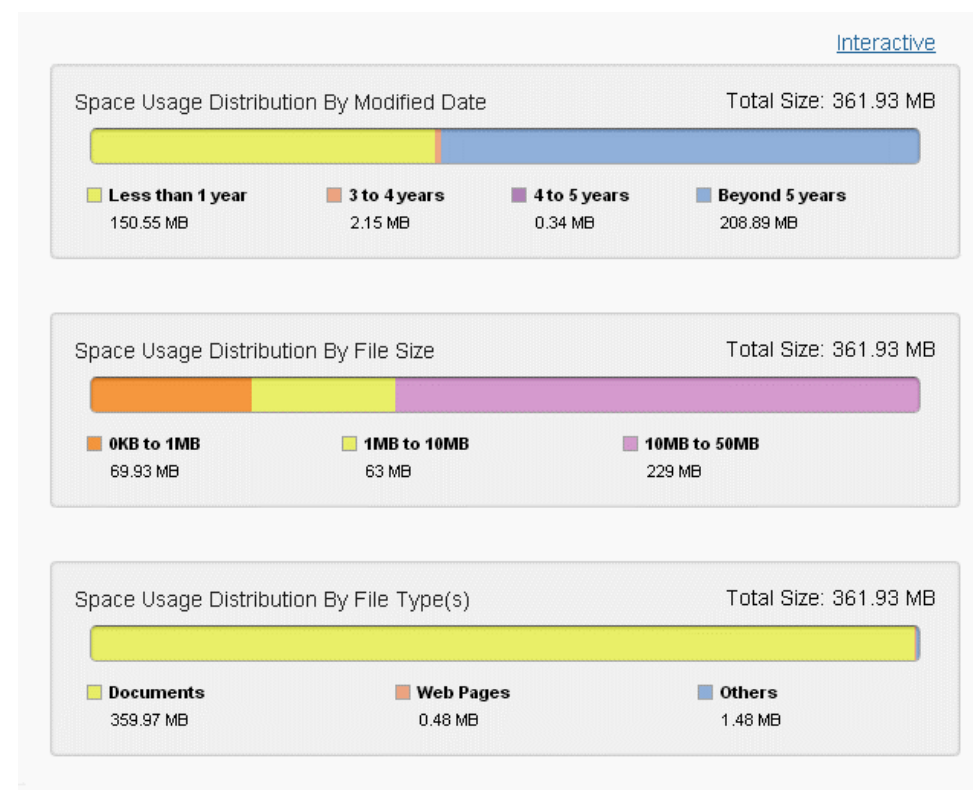 Interactive
Space Usage Distribution By Modified Date Total Size: 361.93 MB
Less than 1 year 3 to 4 years 4 to 5 years Beyond 5 years
150.55 MB 2.15 MB 0.34 MB 208.89 MB
Space Usage Distribution By File Size Total Size: 361.93 MB
0KB to 1MB 1MB to 10MB 10MB to 50MB
69.93 MB 63 MB 229 MB
Space Usage Distribution By File Type(s) Total Size: 361.93 MB
Documents Web Pages Others
359.97 MB 0.48 MB 1.48 MB